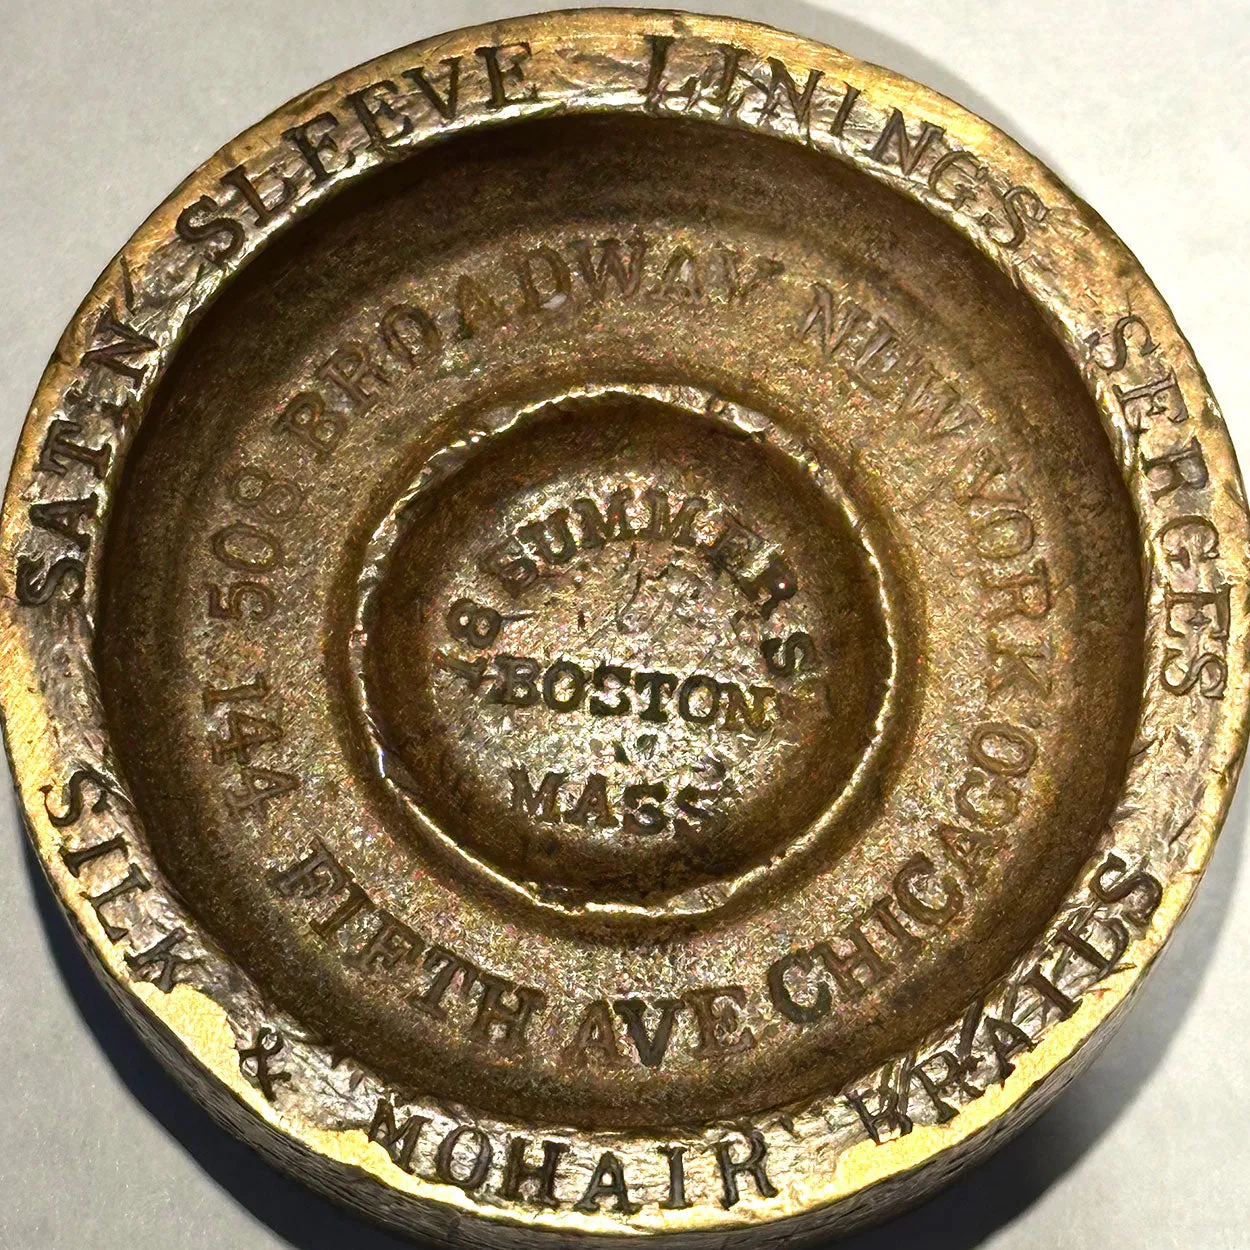 SATIN SLEEVE LININGS SERGES
SILK & MOHAIR BRAIDS
508 BROADWAY NEW YORK
144 FIFTH AVE. CHICAGO
18 SUMMER ST
BOSTON
MASS